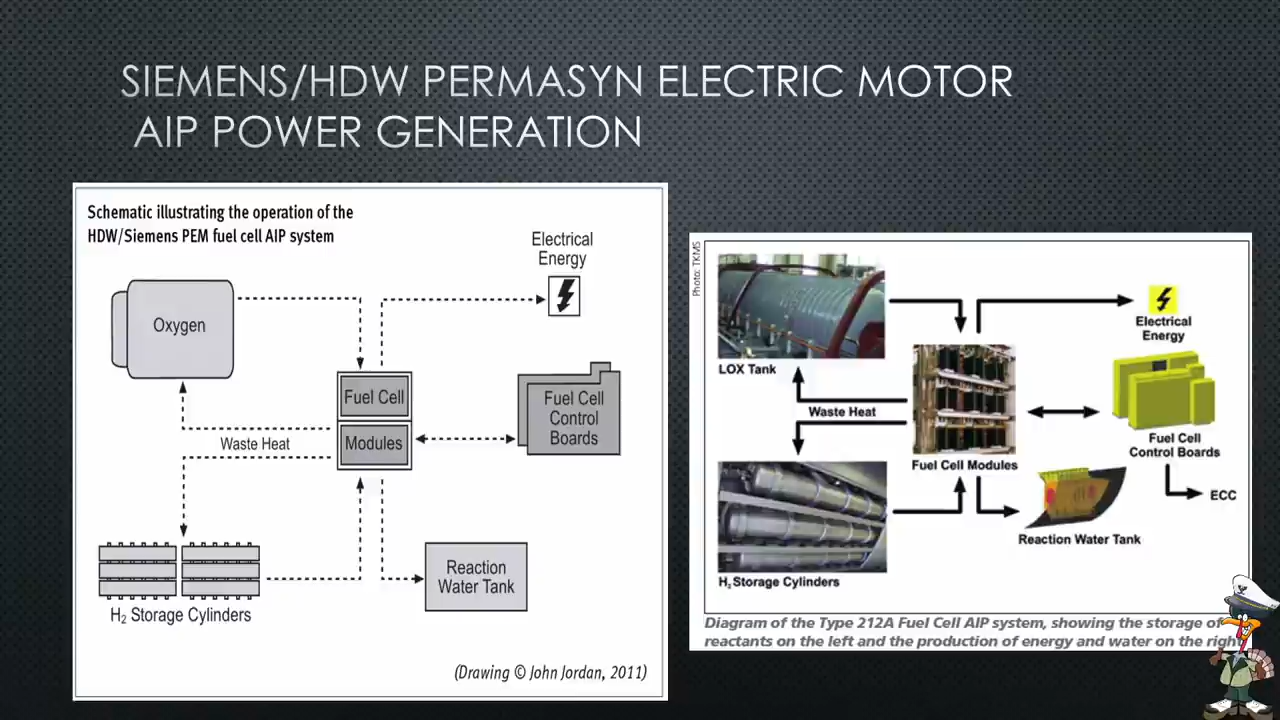 SIEMENS/HDW PERMASYN ELECTRIC MOTOR
AIP POWER GENERATION
Schematic illustrating the operation of the
HDW/Siemens PEM fuel cell AIP system
Electrical
Energy
Oxygen
Fuel Cell
Modules
Fuel Cell
Control
Boards
Waste Heat
Reaction
Water Tank
H₂ Storage Cylinders
(Drawing © John Jordan, 2011)
Photo: TKMS
Electrical
Energy
LOX Tank
Waste Heat
Fuel Cell Modules
Fuel Cell
Control Boards
ECC
Reaction Water Tank
H₂ Storage Cylinders
Diagram of the Type 212A Fuel Cell AIP system, showing the storage of
reactants on the left and the production of energy and water on the right